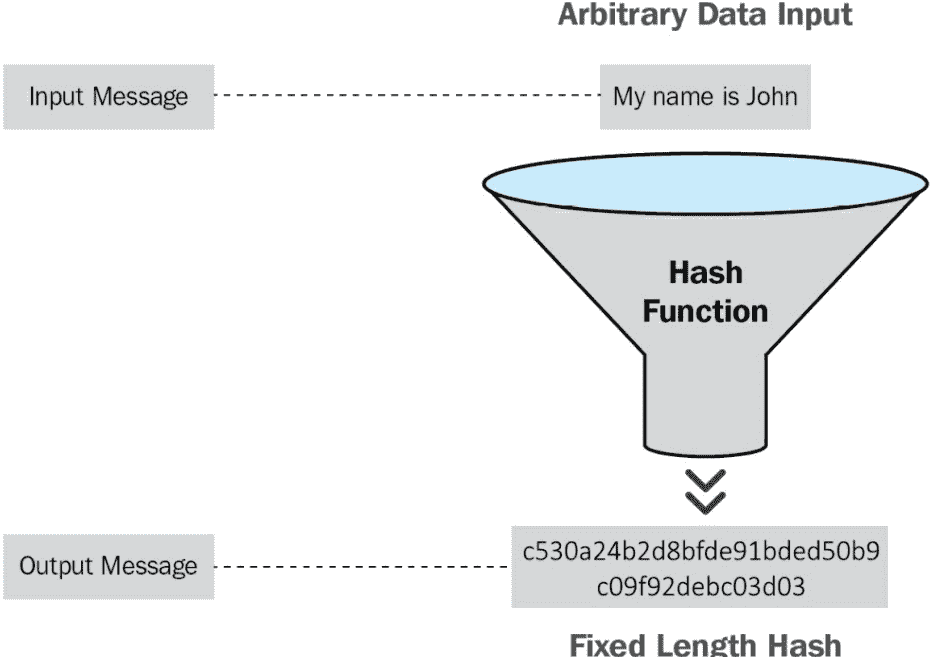 Arbitrary Data Input
Input Message
My name is John
Hash
Function
Output Message
c530a24b2d8bfde91bded50b9
c09f92debc03d03
Fixed Length Hash